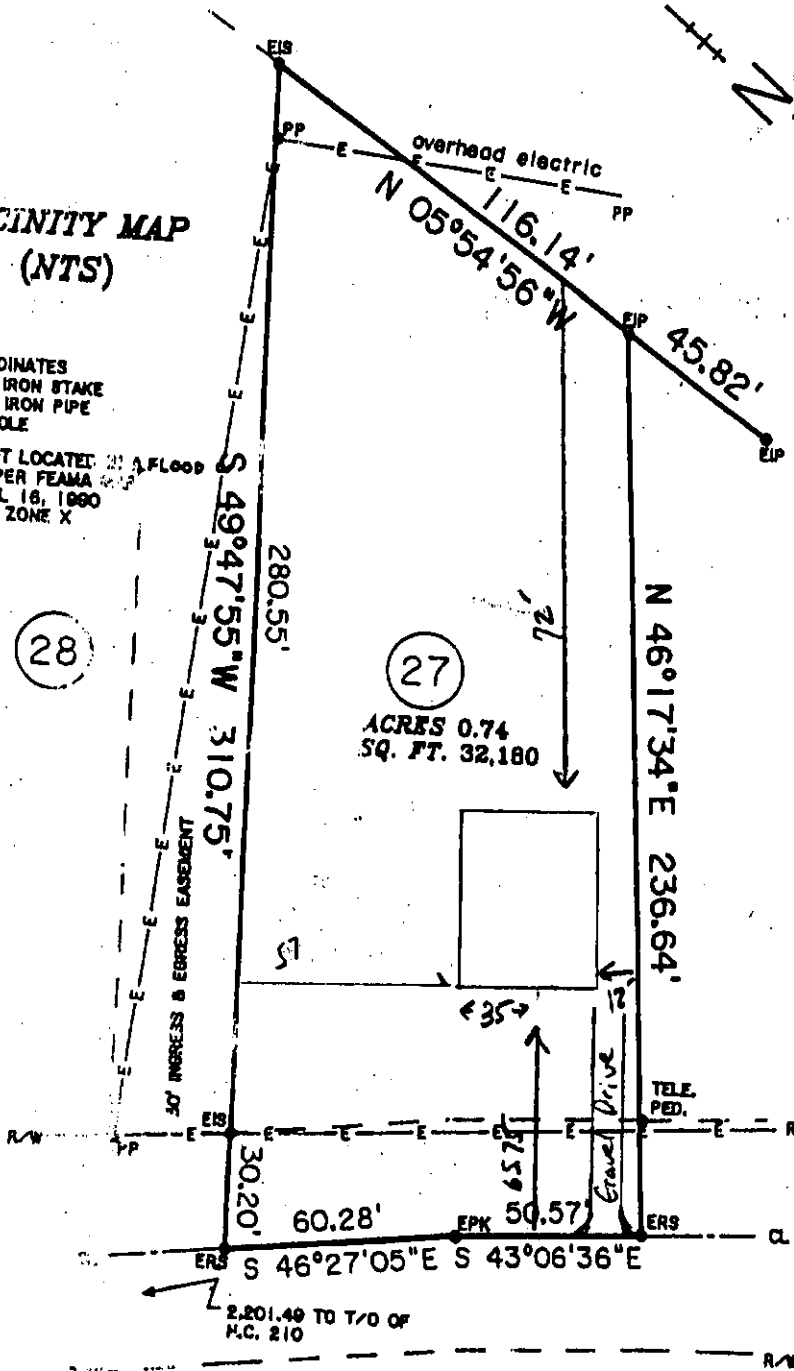 EIS
PP
overhead electric
E E E E
PP
N 05°54'56"W
116.14'
CINITY MAP
(NTS)
EIP
45.82'
EIP
DINATES
IRON STAKE
IRON PIPE
OLE
T LOCATED A FLOOD
PER FEAMA
L 16, 1990
ZONE X
S 49°47'55"W 310.75'
280.55'
N 46°17'34"E 236.64'
28
27
ACRES 0.74
SQ. FT. 32,180
30' INGRESS & EGRESS EASEMENT
35
12'
Gravel Drive
TELE.
PED.
R/W
PP
E
EIS
E E E E E E
R
30.20'
60.28'
EPK
50.57'
ERS
CL
ERS
S 46°27'05"E
S 43°06'36"E
2,201.49 TO T/O OF
N.C. 210
R/W
N